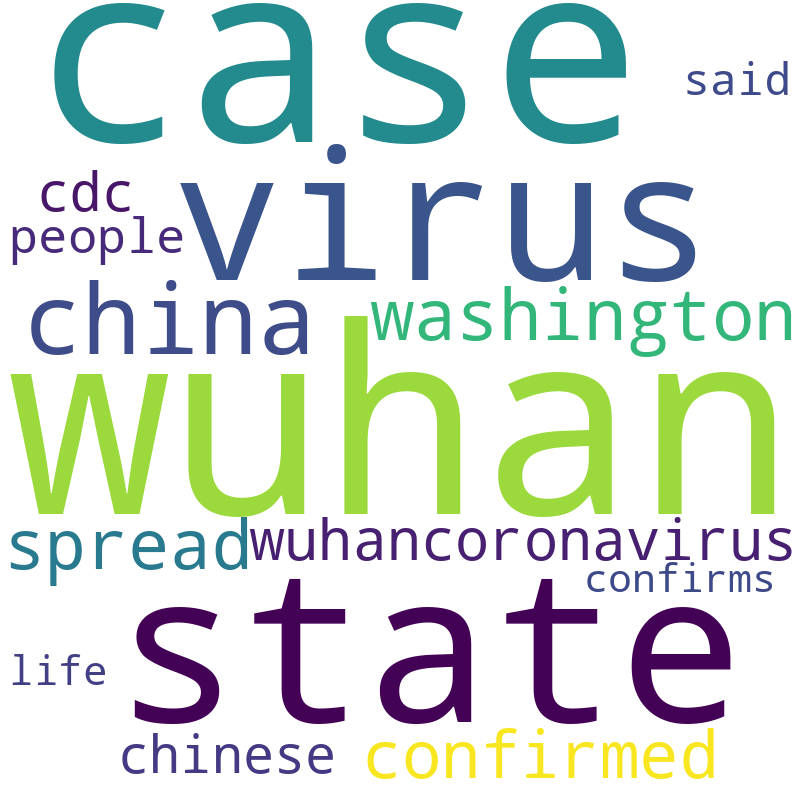 case
said
virus
cdc
people
china
washington
wuhan
spread
wuhancoronavirus
confirms
state
life
chinese
confirmed